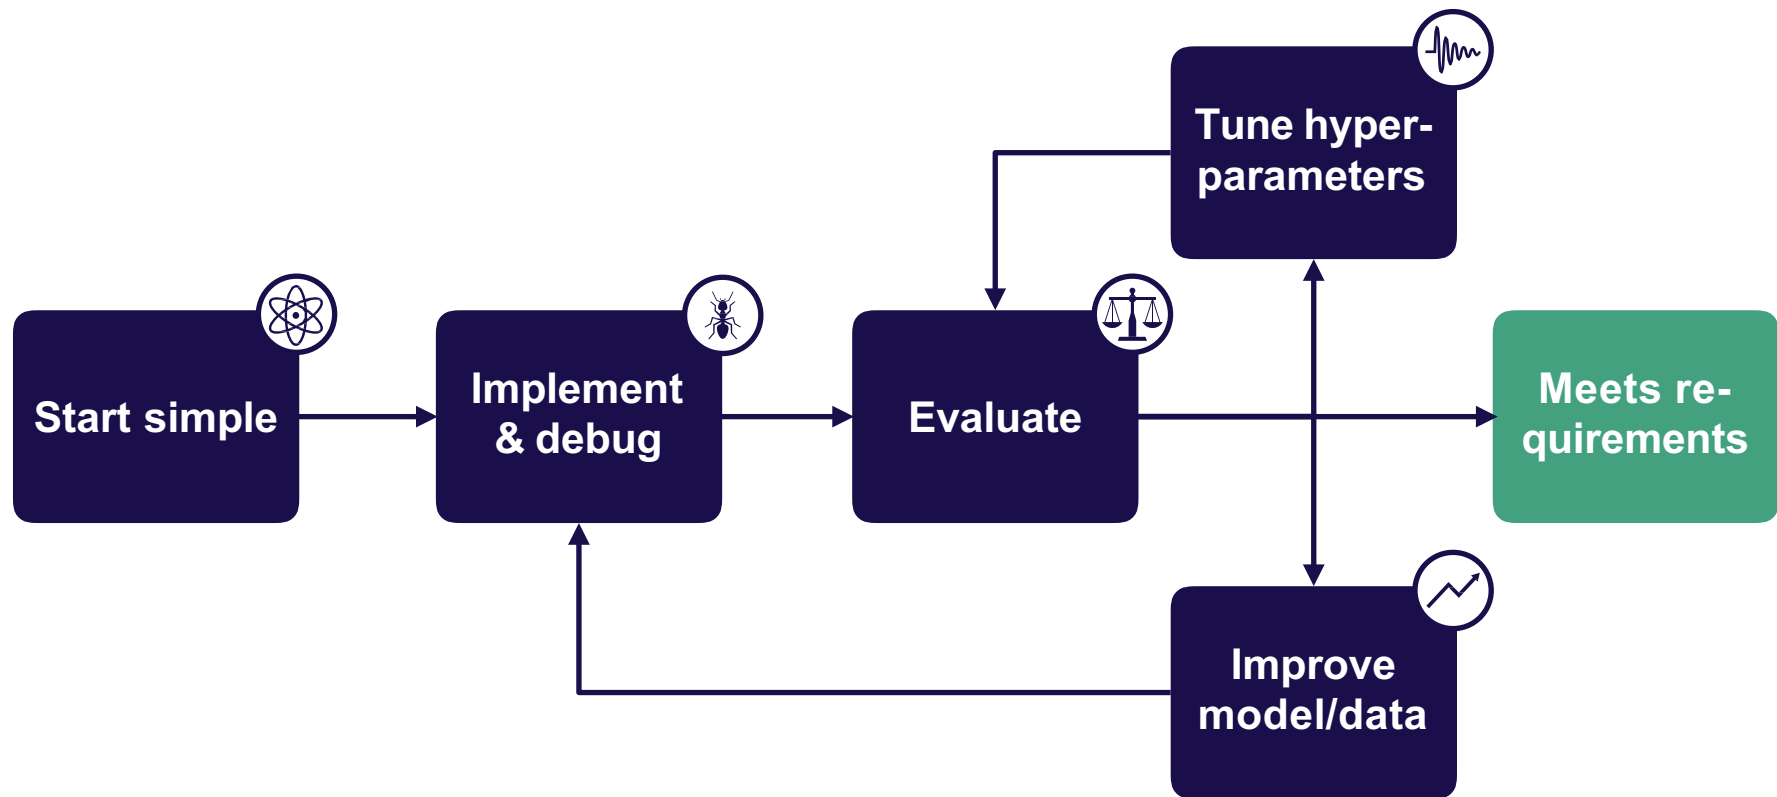 Tune hyper-
parameters
Start simple
Implement
& debug
Evaluate
Meets re-
quirements
Improve
model/data